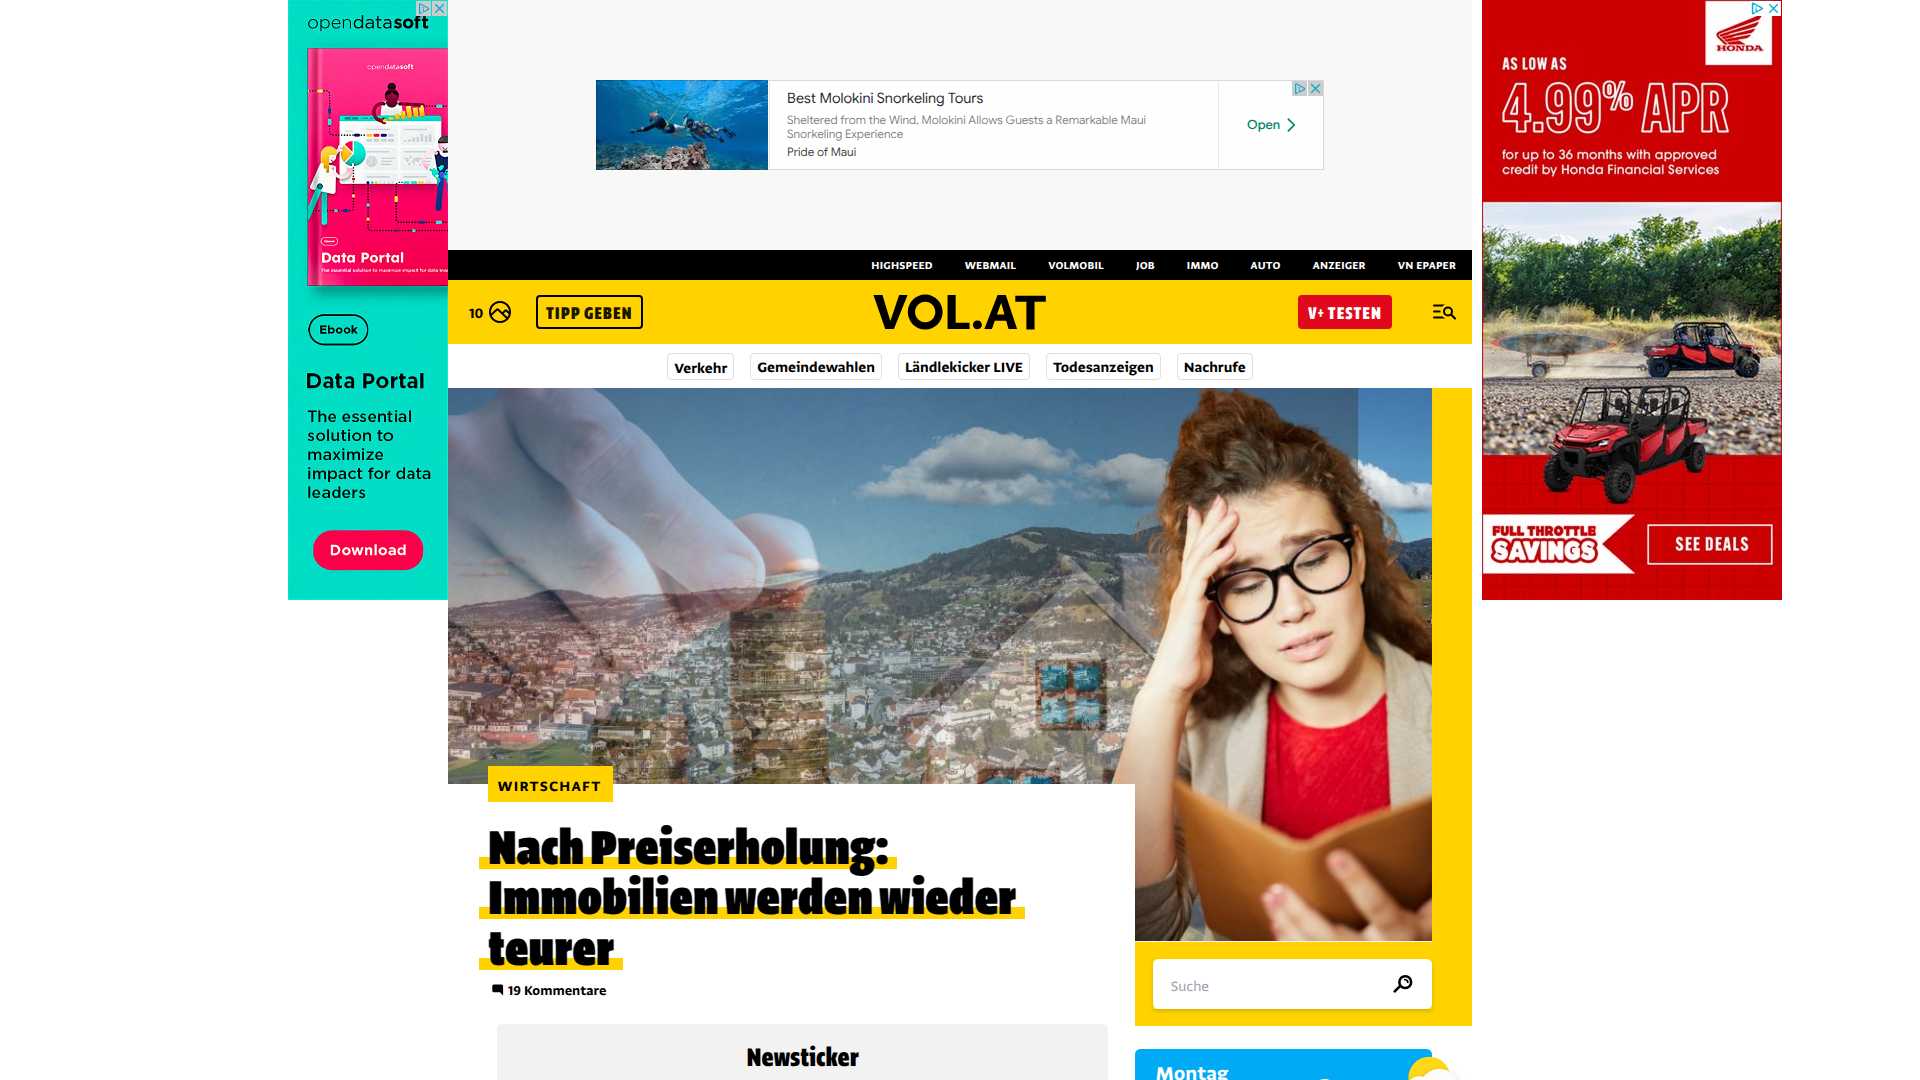 opendatasoft
opendatasoft
Data Portal
Ebook
Data Portal
The essential
solution to
maximize
impact for data
leaders
Download
Best Molokini Snorkeling Tours
Sheltered from the Wind, Molokini Allows Guests a Remarkable Maui
Snorkeling Experience
Pride of Maui
Open
HONDA
AS LOW AS
4.99% APR
for up to 36 months with approved
credit by Honda Financial Services
FULL THROTTLE
SAVINGS
SEE DEALS
HIGHSPEED WEBMAIL VOLMOBIL JOB IMMO AUTO ANZEIGER VN EPAPER
10 TIPP GEBEN VOL.AT V+ TESTEN
Verkehr Gemeindewahlen Ländlekicker LIVE Todesanzeigen Nachrufe
WIRTSCHAFT
Nach Preiserholung:
Immobilien werden wieder
teurer
19 Kommentare
Suche
Newsticker
Montag